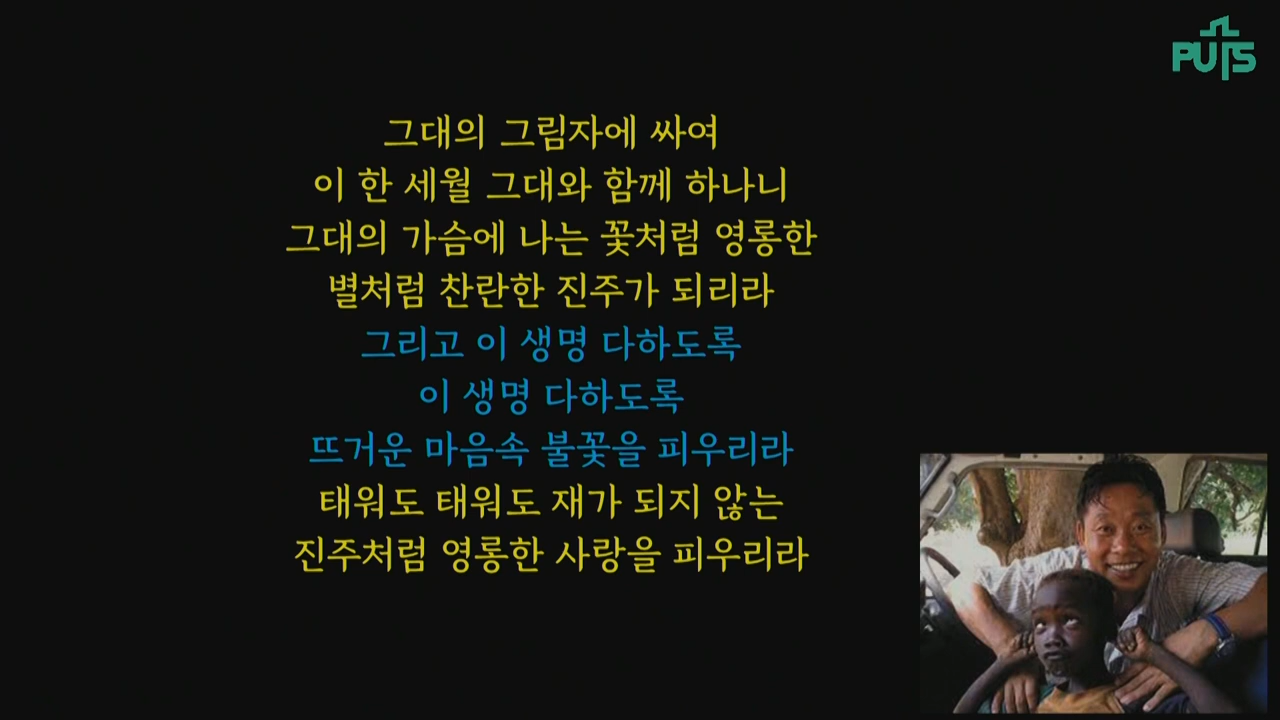 PUTS
그대의 그림자에 싸여
이 한 세월 그대와 함께 하나니
그대의 가슴에 나는 꽃처럼 영롱한
별처럼 찬란한 진주가 되리라
그리고 이 생명 다하도록
이 생명 다하도록
뜨거운 마음속 불꽃을 피우리라
태워도 태워도 재가 되지 않는
진주처럼 영롱한 사랑을 피우리라